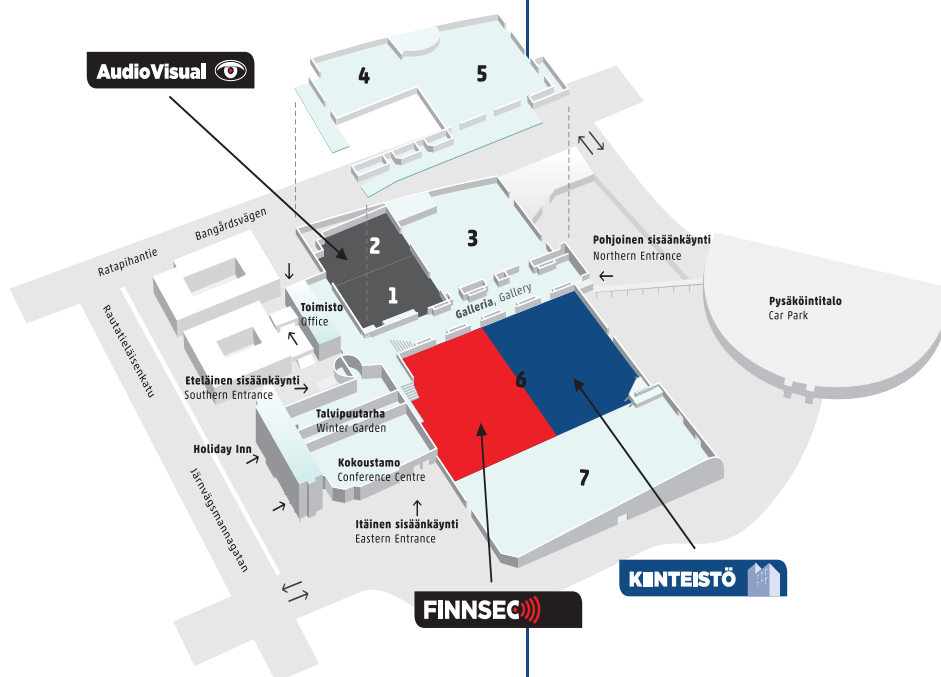 AudioVisual
4
5
2
3
1
Bangårdsvägen
Ratapihantie
Pohjoinen sisäänkäynti
Northern Entrance
Galleria, Gallery
Toimisto
Office
Pysäköintitalo
Car Park
Rautatieläisenkatu
6
Eteläinen sisäänkäynti
Southern Entrance
Talvipuutarha
Winter Garden
Holiday Inn
Kokoustamo
Conference Centre
7
Järnvägsmannagatan
Itäinen sisäänkäynti
Eastern Entrance
KIINTEISTÖ
FINNSEC